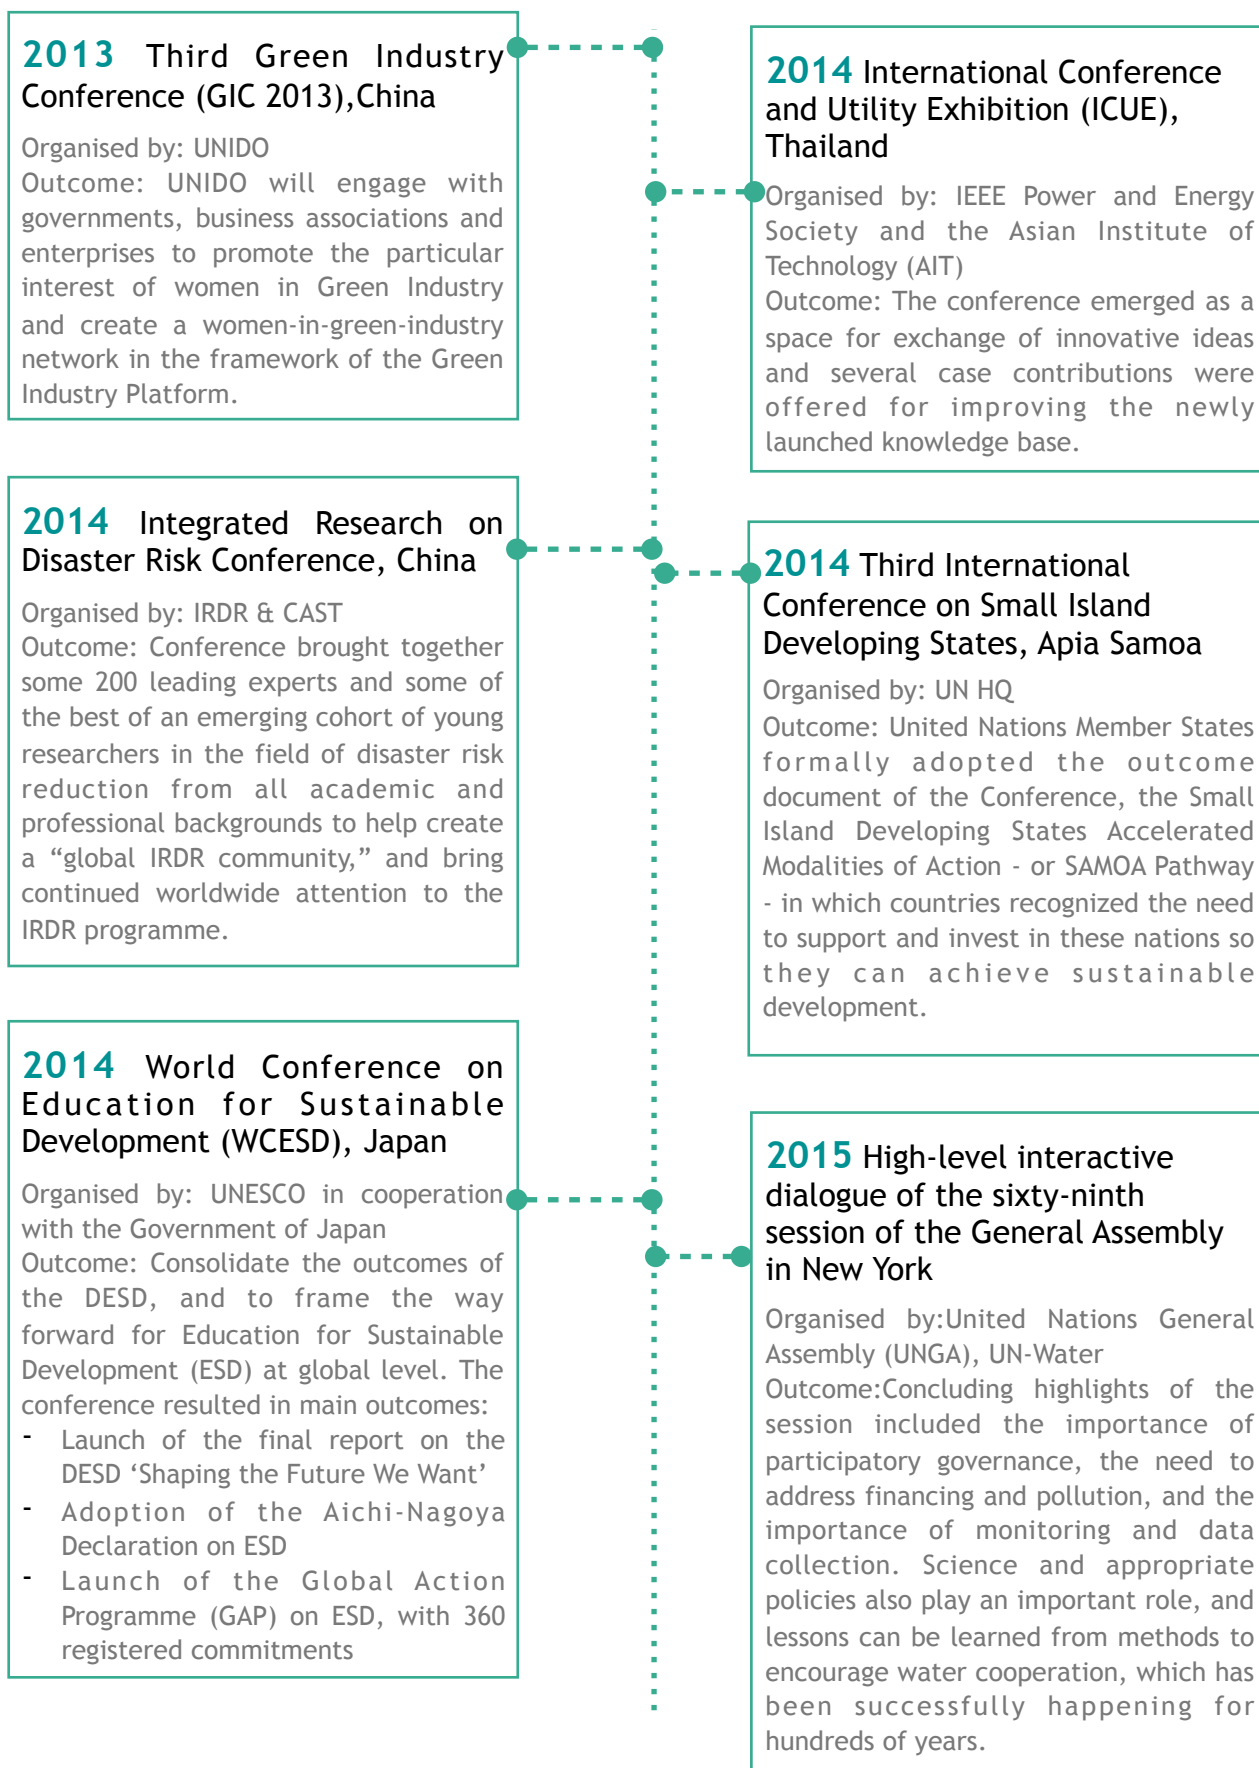 2013 Third Green Industry
Conference (GIC 2013),China
Organised by: UNIDO
Outcome: UNIDO will engage with
governments, business associations and
enterprises to promote the particular
interest of women in Green Industry
and create a women-in-green-industry
network in the framework of the Green
Industry Platform.
2014 International Conference
and Utility Exhibition (ICUE),
Thailand
Organised by: IEEE Power and Energy
Society and the Asian Institute of
Technology (AIT)
Outcome: The conference emerged as a
space for exchange of innovative ideas
and several case contributions were
offered for improving the newly
launched knowledge base.
2014 Integrated Research on
Disaster Risk Conference, China
Organised by: IRDR & CAST
Outcome: Conference brought together
some 200 leading experts and some of
the best of an emerging cohort of young
researchers in the field of disaster risk
reduction from all academic and
professional backgrounds to help create
a “global IRDR community,” and bring
continued worldwide attention to the
IRDR programme.
2014 Third International
Conference on Small Island
Developing States, Apia Samoa
Organised by: UN HQ
Outcome: United Nations Member States
formally adopted the outcome
document of the Conference, the Small
Island Developing States Accelerated
Modalities of Action - or SAMOA Pathway
- in which countries recognized the need
to support and invest in these nations so
they can achieve sustainable
development.
2014 World Conference on
Education for Sustainable
Development (WCESD), Japan
Organised by: UNESCO in cooperation
with the Government of Japan
Outcome: Consolidate the outcomes of
the DESD, and to frame the way
forward for Education for Sustainable
Development (ESD) at global level. The
conference resulted in main outcomes:
- Launch of the final report on the
DESD ‘Shaping the Future We Want’
- Adoption of the Aichi-Nagoya
Declaration on ESD
- Launch of the Global Action
Programme (GAP) on ESD, with 360
registered commitments
2015 High-level interactive
dialogue of the sixty-ninth
session of the General Assembly
in New York
Organised by:United Nations General
Assembly (UNGA), UN-Water
Outcome:Concluding highlights of the
session included the importance of
participatory governance, the need to
address financing and pollution, and the
importance of monitoring and data
collection. Science and appropriate
policies also play an important role, and
lessons can be learned from methods to
encourage water cooperation, which has
been successfully happening for
hundreds of years.